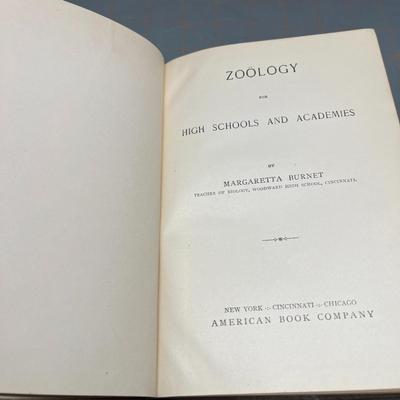 ZOÖLOGY
FOR
HIGH SCHOOLS AND ACADEMIES
BY
MARGARETTA BURNET
TEACHER OF BIOLOGY, WOODWARD HIGH SCHOOL, CINCINNATI.
NEW YORK ·:· CINCINNATI ·:· CHICAGO
AMERICAN BOOK COMPANY